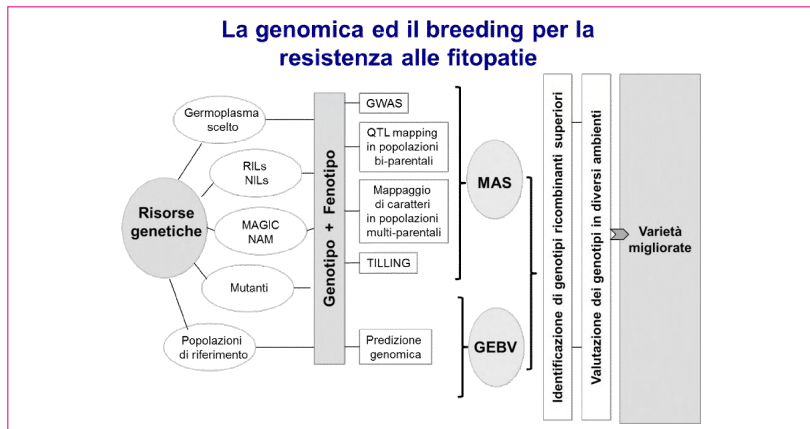 La genomica ed il breeding per la
resistenza alle fitopatie
Risorse
genetiche
Germoplasma
scelto
RILs
NILs
MAGIC
NAM
Mutanti
Popolazioni
di riferimento
Genotipo + Fenotipo
GWAS
QTL mapping
in popolazioni
bi-parentali
Mappaggio
di caratteri
in popolazioni
multi-parentali
TILLING
Predizione
genomica
MAS
GEBV
Identificazione di genotipi ricombinanti superiori
Valutazione dei genotipi in diversi ambienti
Varietà
migliorate